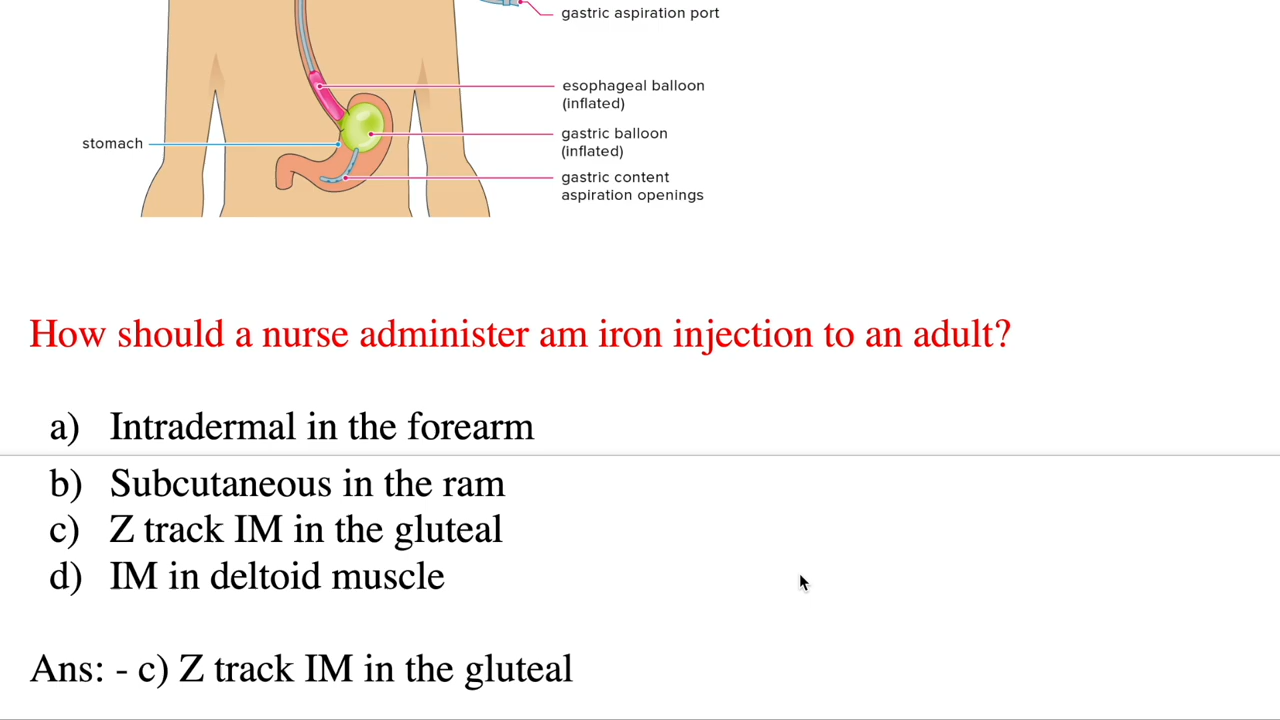 gastric aspiration port
esophageal balloon
(inflated)
gastric balloon
(inflated)
stomach
gastric content
aspiration openings
How should a nurse administer am iron injection to an adult?
a) Intradermal in the forearm
b) Subcutaneous in the ram
c) Z track IM in the gluteal
d) IM in deltoid muscle
Ans: - c) Z track IM in the gluteal